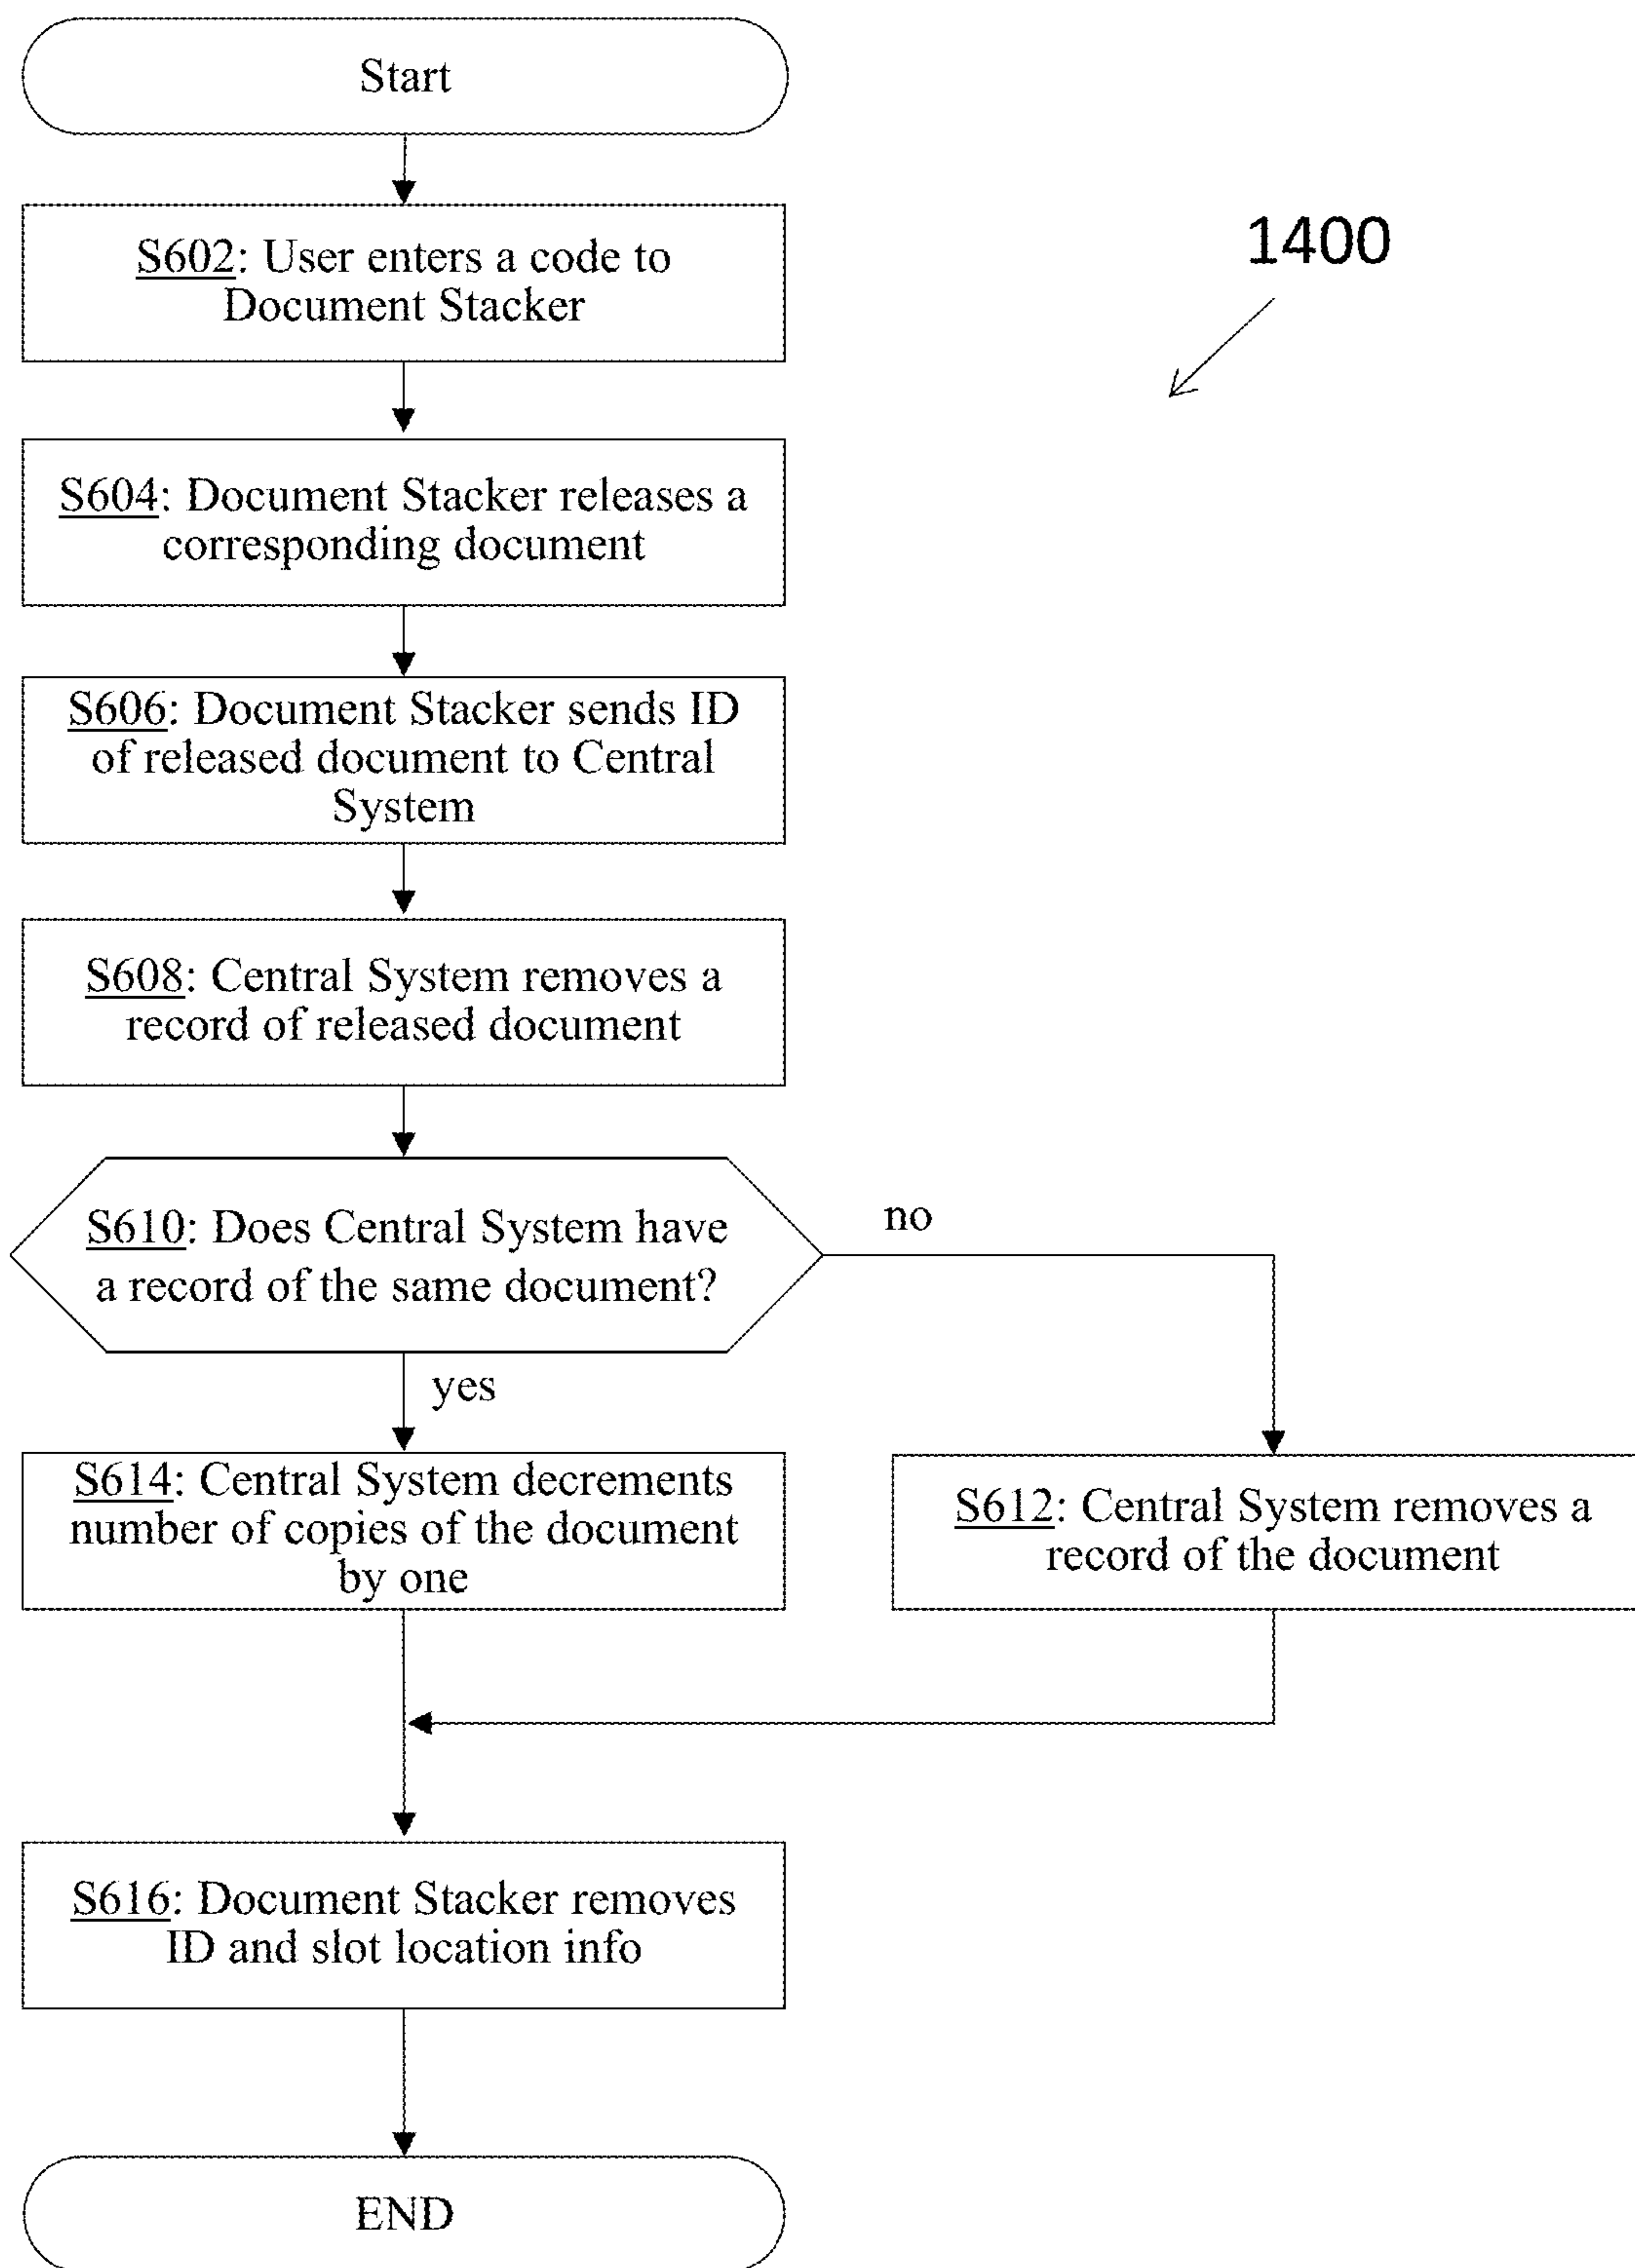 Start
1400
S602: User enters a code to
Document Stacker
S604: Document Stacker releases a
corresponding document
S606: Document Stacker sends ID
of released document to Central
System
S608: Central System removes a
record of released document
S610: Does Central System have
a record of the same document?
no
yes
S614: Central System decrements
number of copies of the document
by one
S612: Central System removes a
record of the document
S616: Document Stacker removes
ID and slot location info
END